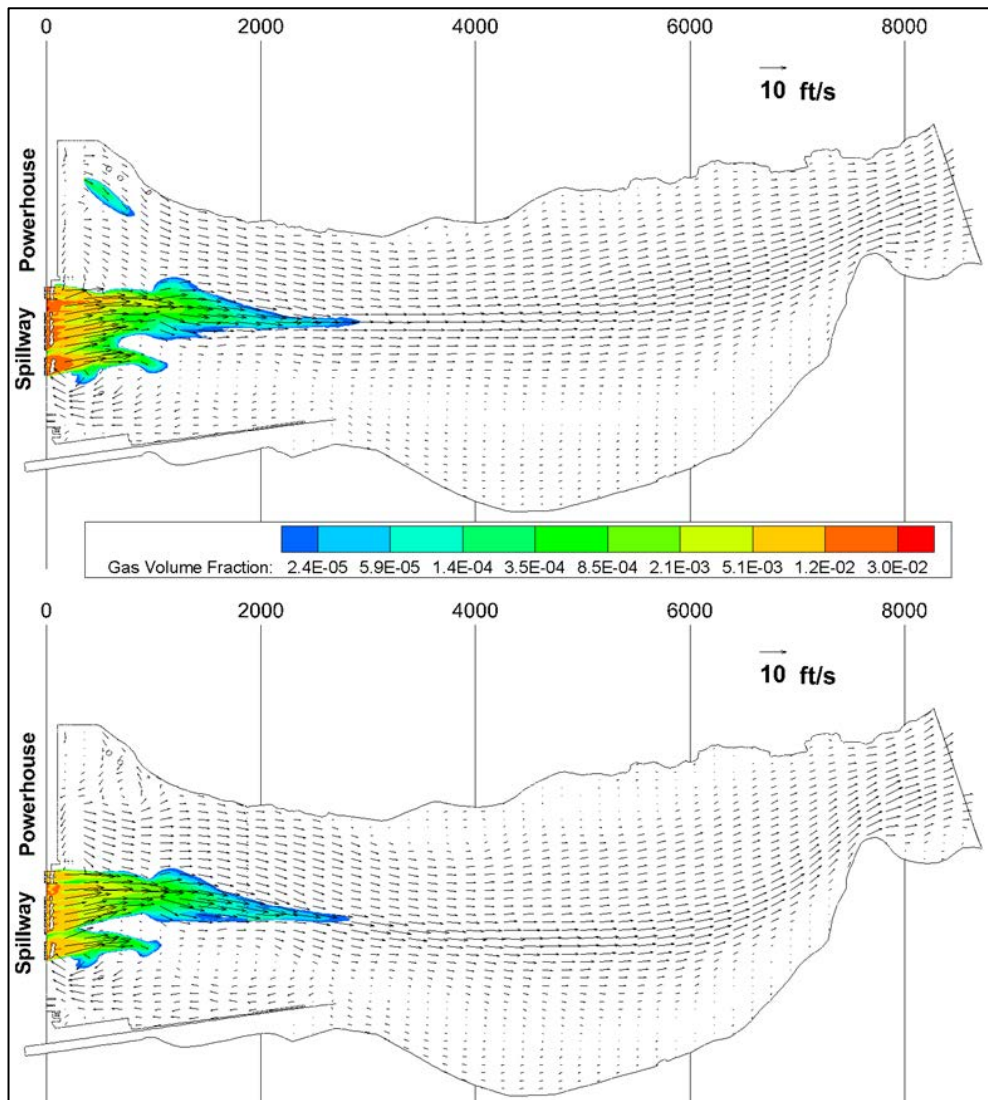 0 2000 4000 6000 8000
10 ft/s
Powerhouse
Spillway
Gas Volume Fraction: 2.4E-05 5.9E-05 1.4E-04 3.5E-04 8.5E-04 2.1E-03 5.1E-03 1.2E-02 3.0E-02
0 2000 4000 6000 8000
10 ft/s
Powerhouse
Spillway